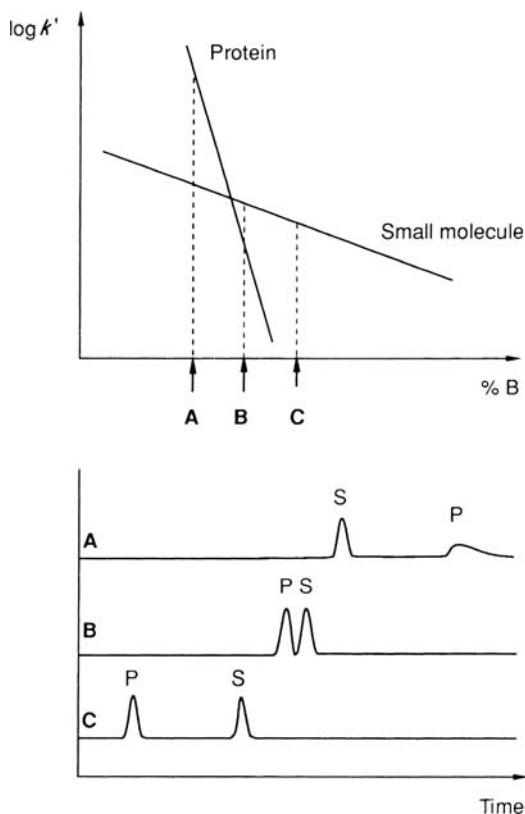 log k'
Protein
Small molecule
% B
A B C
S P
A
P S
B
P S
C
Time